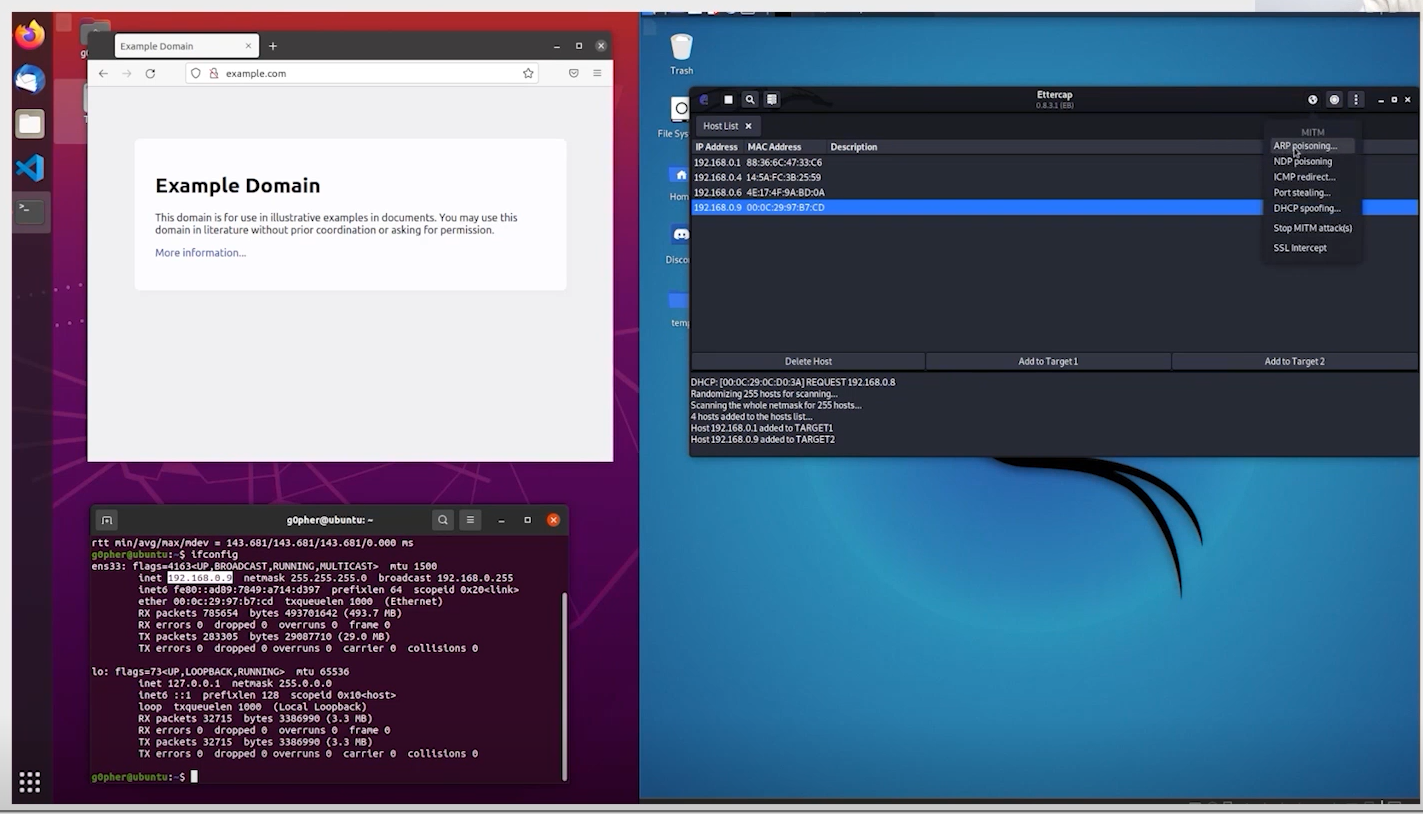 Example Domain
example.com
Example Domain
This domain is for use in illustrative examples in documents. You may use this
domain in literature without prior coordination or asking for permission.
More information...
g0pher@ubuntu: ~
rtt min/avg/max/mdev = 143.681/143.681/143.681/0.000 ms
g0pher@ubuntu:~$ ifconfig
ens33: flags=4163<UP,BROADCAST,RUNNING,MULTICAST>  mtu 1500
inet 192.168.0.9  netmask 255.255.255.0  broadcast 192.168.0.255
inet6 fe80::ad89:7849:a714:d397  prefixlen 64  scopeid 0x20<link>
ether 00:0c:29:97:b7:cd  txqueuelen 1000  (Ethernet)
RX packets 785654  bytes 493701642 (493.7 MB)
RX errors 0  dropped 0  overruns 0  frame 0
TX packets 283305  bytes 29087710 (29.0 MB)
TX errors 0  dropped 0 overruns 0  carrier 0  collisions 0
lo: flags=73<UP,LOOPBACK,RUNNING>  mtu 65536
inet 127.0.0.1  netmask 255.0.0.0
inet6 ::1  prefixlen 128  scopeid 0x10<host>
loop  txqueuelen 1000  (Local Loopback)
RX packets 32715  bytes 3386990 (3.3 MB)
RX errors 0  dropped 0  overruns 0  frame 0
TX packets 32715  bytes 3386990 (3.3 MB)
TX errors 0  dropped 0 overruns 0  carrier 0  collisions 0
g0pher@ubuntu:~$
Trash
File Sys
Hom
Disco
temp
Ettercap
0.8.3.1 (EB)
Host List
IP Address MAC Address Description
192.168.0.1 88:36:6C:47:33:C6
192.168.0.4 14:5A:FC:3B:25:59
192.168.0.6 4E:17:4F:9A:BD:0A
192.168.0.9 00:0C:29:97:B7:CD
MITM
ARP poisoning...
NDP poisoning
ICMP redirect...
Port stealing...
DHCP spoofing...
Stop MITM attack(s)
SSL Intercept
Delete Host
Add to Target 1
Add to Target 2
DHCP: [00:0C:29:0C:D0:3A] REQUEST 192.168.0.8
Randomizing 255 hosts for scanning...
Scanning the whole netmask for 255 hosts...
4 hosts added to the hosts list...
Host 192.168.0.1 added to TARGET1
Host 192.168.0.9 added to TARGET2